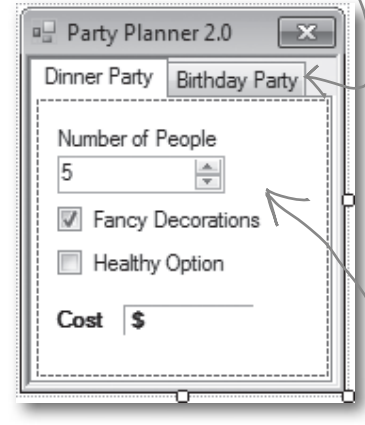 Party Planner 2.0
Dinner Party Birthday Party
Number of People
5
Fancy Decorations
Healthy Option
Cost $